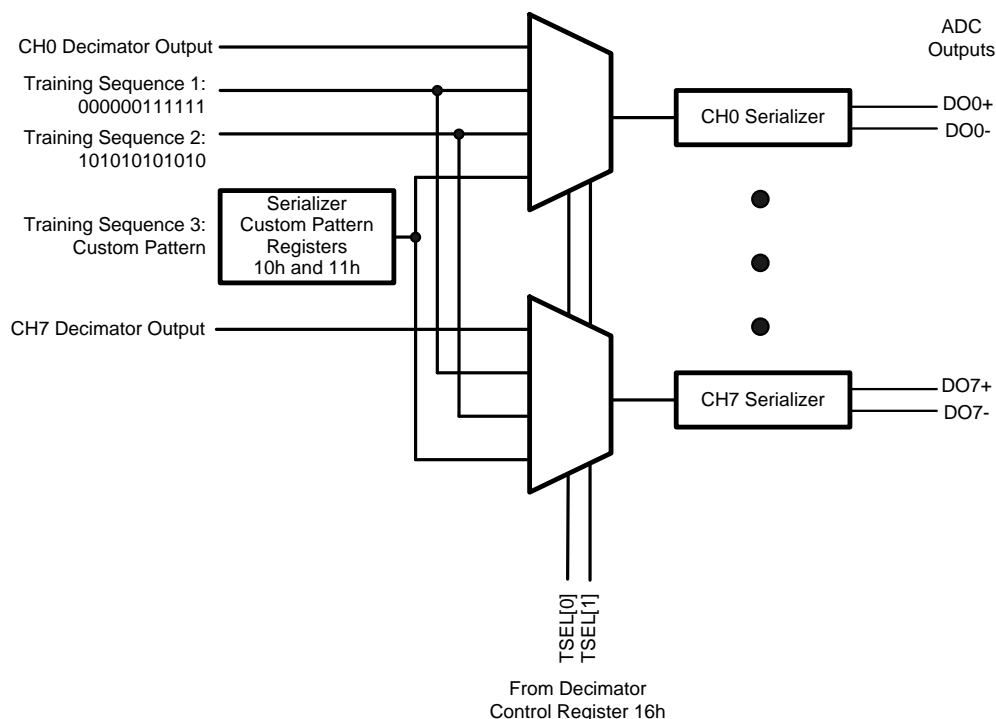 CH0 Decimator Output
Training Sequence 1:
000000111111
Training Sequence 2:
101010101010
Training Sequence 3:
Custom Pattern
Serializer
Custom Pattern
Registers
10h and 11h
CH7 Decimator Output
CH0 Serializer
ADC
Outputs
DO0+
DO0-
CH7 Serializer
DO7+
DO7-
TSEL[0]
TSEL[1]
From Decimator
Control Register 16h